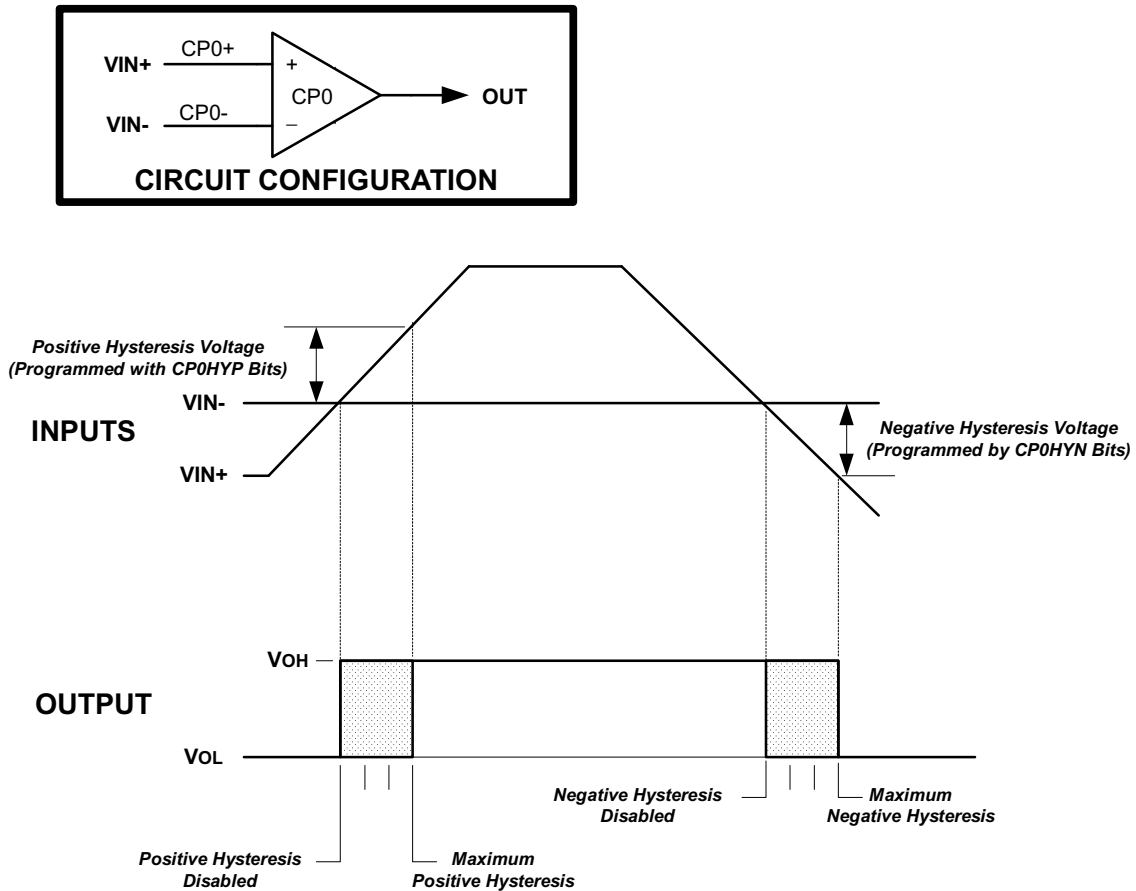 VIN+
CP0+
+
CP0
VIN-
CP0-
−
OUT
CIRCUIT CONFIGURATION
Positive Hysteresis Voltage
(Programmed with CP0HYP Bits)
VIN-
INPUTS
VIN+
Negative Hysteresis Voltage
(Programmed by CP0HYN Bits)
VOH
OUTPUT
VOL
Negative Hysteresis
Disabled
Maximum
Negative Hysteresis
Positive Hysteresis
Disabled
Maximum
Positive Hysteresis